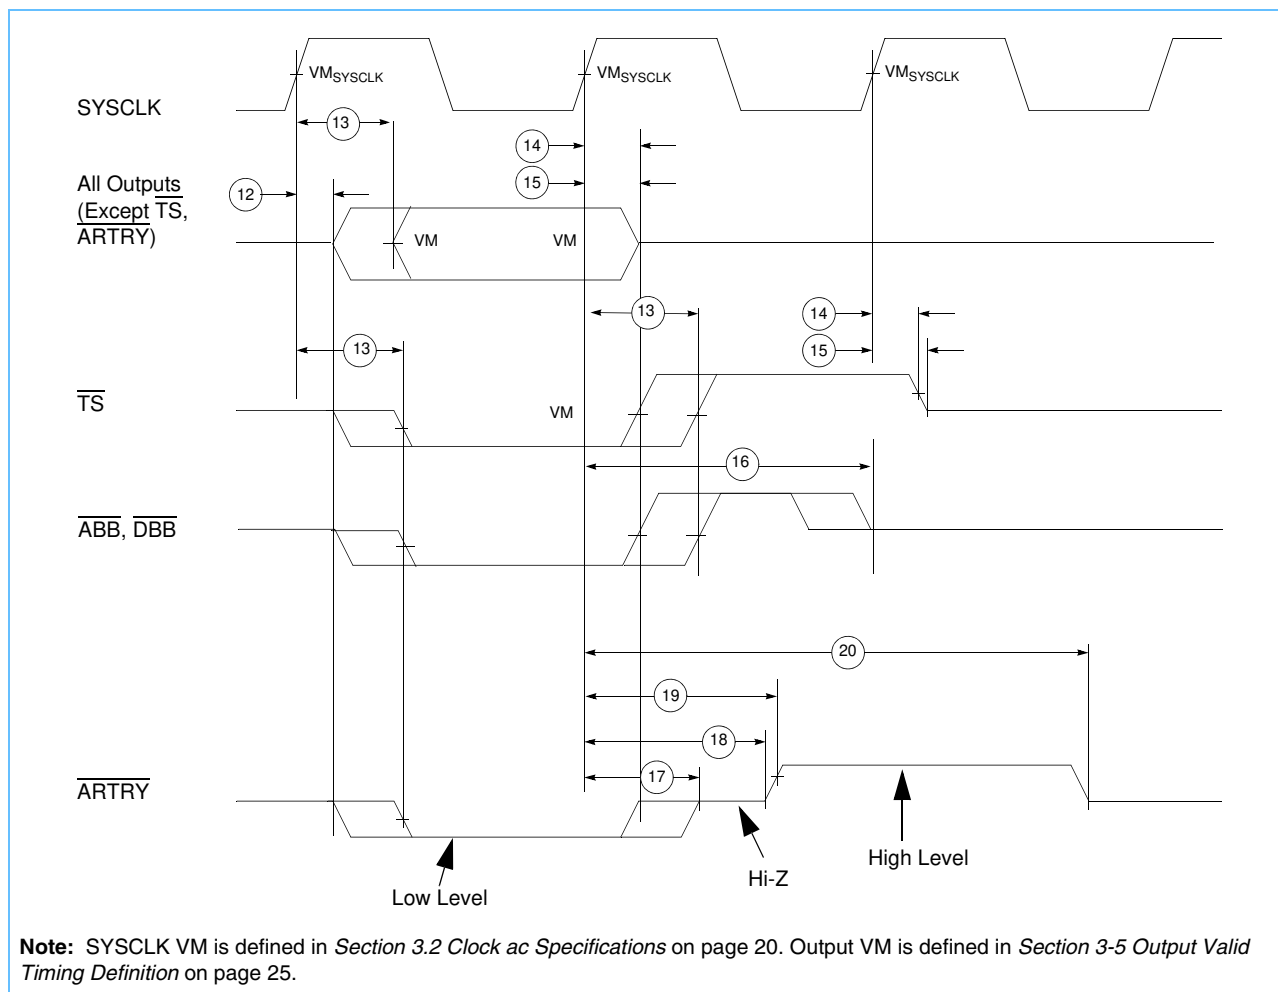 VMSYSCLK VMSYSCLK VMSYSCLK
SYSCLK
13
14
15
12
All Outputs
(Except TS,
ARTRY)
VM VM
13 14
13 15
TS
VM
16
ABB, DBB
20
19
18
17
ARTRY
High Level
Hi-Z
Low Level
Note: SYSCLK VM is defined in Section 3.2 Clock ac Specifications on page 20. Output VM is defined in Section 3-5 Output Valid
Timing Definition on page 25.